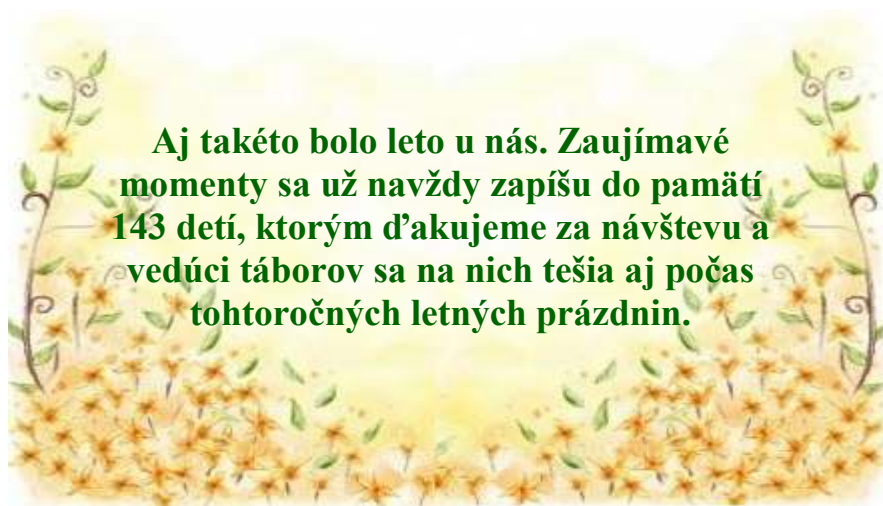 Aj takéto bolo leto u nás. Zaujímavé
momenty sa už navždy zapíšu do pamätí
143 detí, ktorým ďakujeme za návštevu a
vedúci táborov sa na nich tešia aj počas
tohtoročných letných prázdnin.